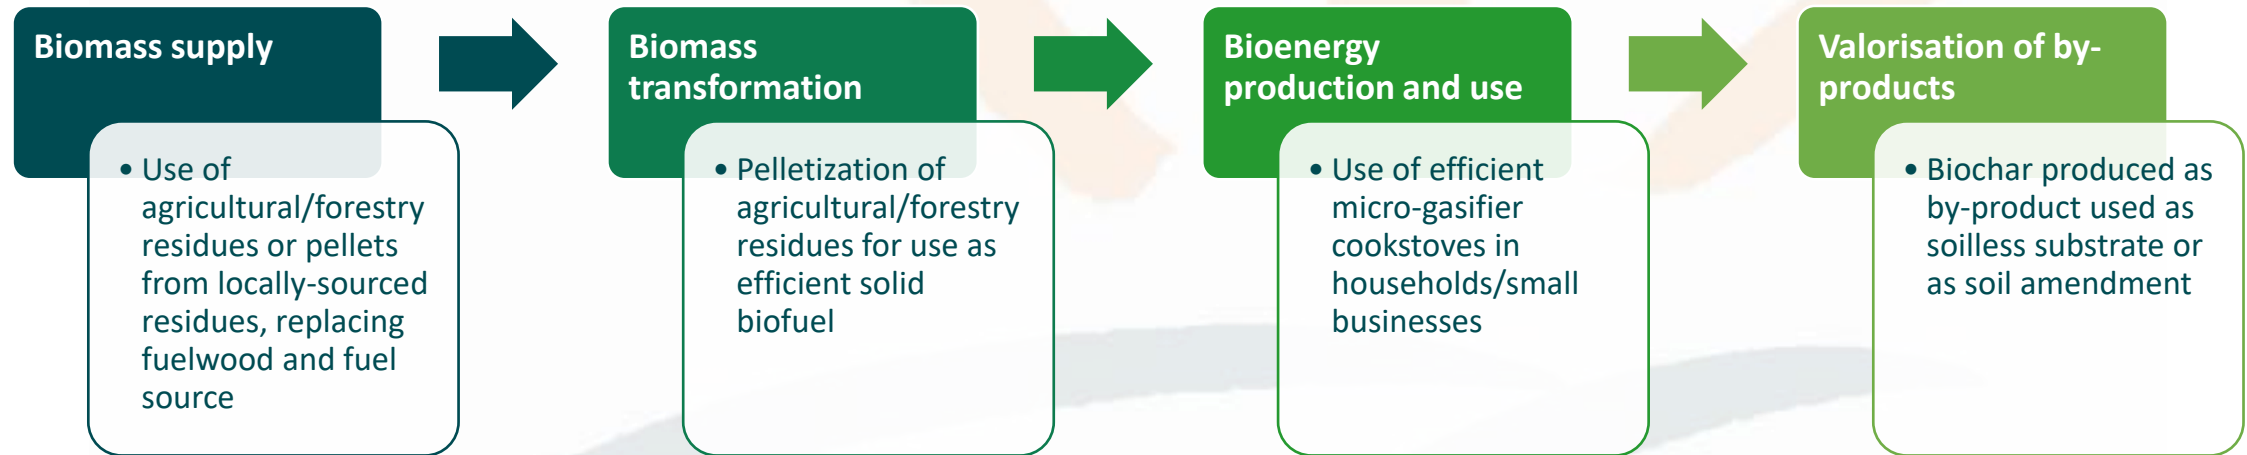 Biomass supply
• Use of
agricultural/forestry
residues or pellets
from locally-sourced
residues, replacing
fuelwood and fuel
source
Biomass
transformation
• Pelletization of
agricultural/forestry
residues for use as
efficient solid
biofuel
Bioenergy
production and use
• Use of efficient
micro-gasifier
cookstoves in
households/small
businesses
Valorisation of by-
products
• Biochar produced as
by-product used as
soilless substrate or
as soil amendment